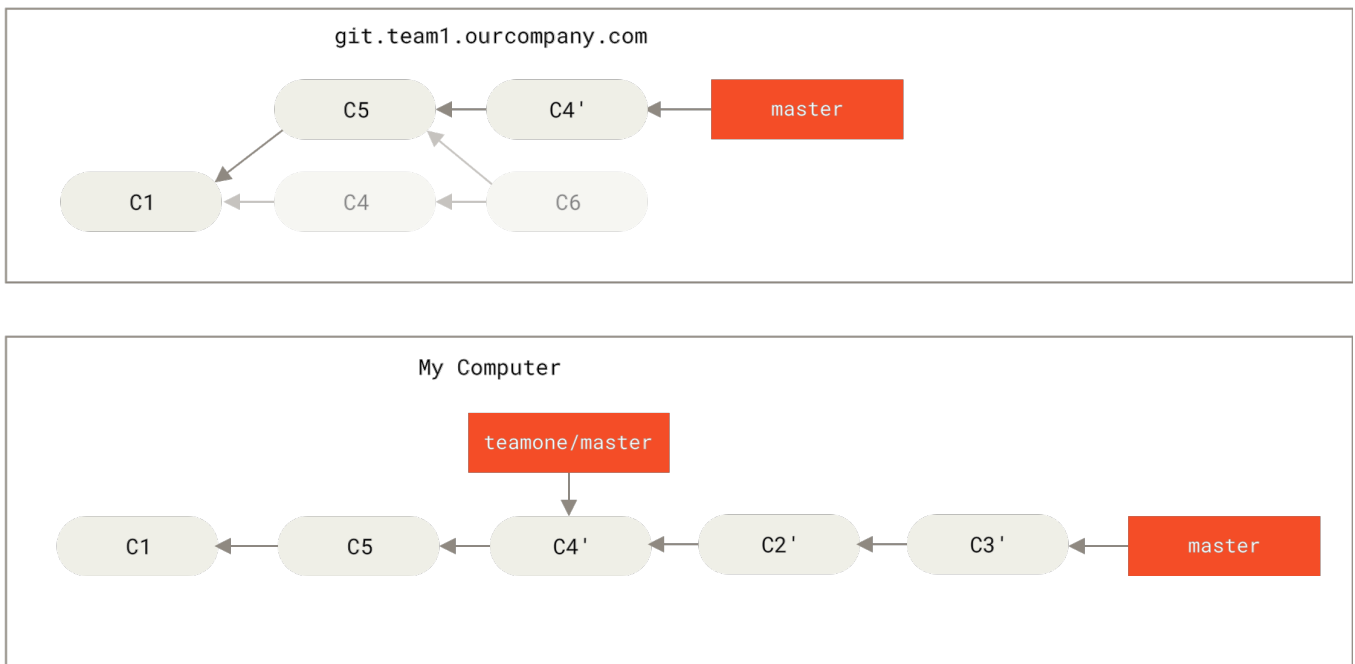 git.team1.ourcompany.com
C5
C4'
master
C1
C4
C6
My Computer
teamone/master
C1
C5
C4'
C2'
C3'
master